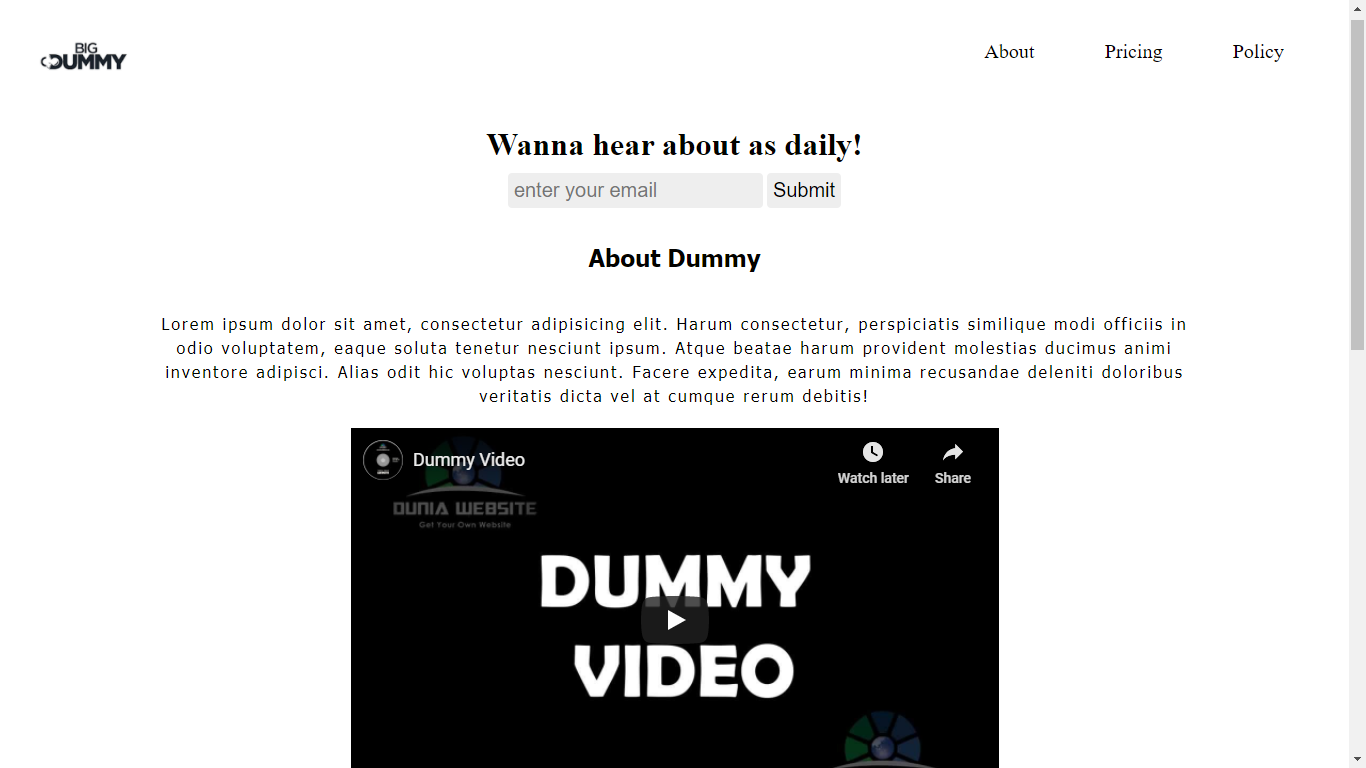 BIG
DUMMY
About
Pricing
Policy
Wanna hear about as daily!
enter your email
Submit
About Dummy
Lorem ipsum dolor sit amet, consectetur adipisicing elit. Harum consectetur, perspiciatis similique modi officiis in
odio voluptatem, eaque soluta tenetur nesciunt ipsum. Atque beatae harum provident molestias ducimus animi
inventore adipisci. Alias odit hic voluptas nesciunt. Facere expedita, earum minima recusandae deleniti doloribus
veritatis dicta vel at cumque rerum debitis!
Dummy Video
Watch later
Share
DUNIA WEBSITE
Get Your Own Website
DUMMY
VIDEO